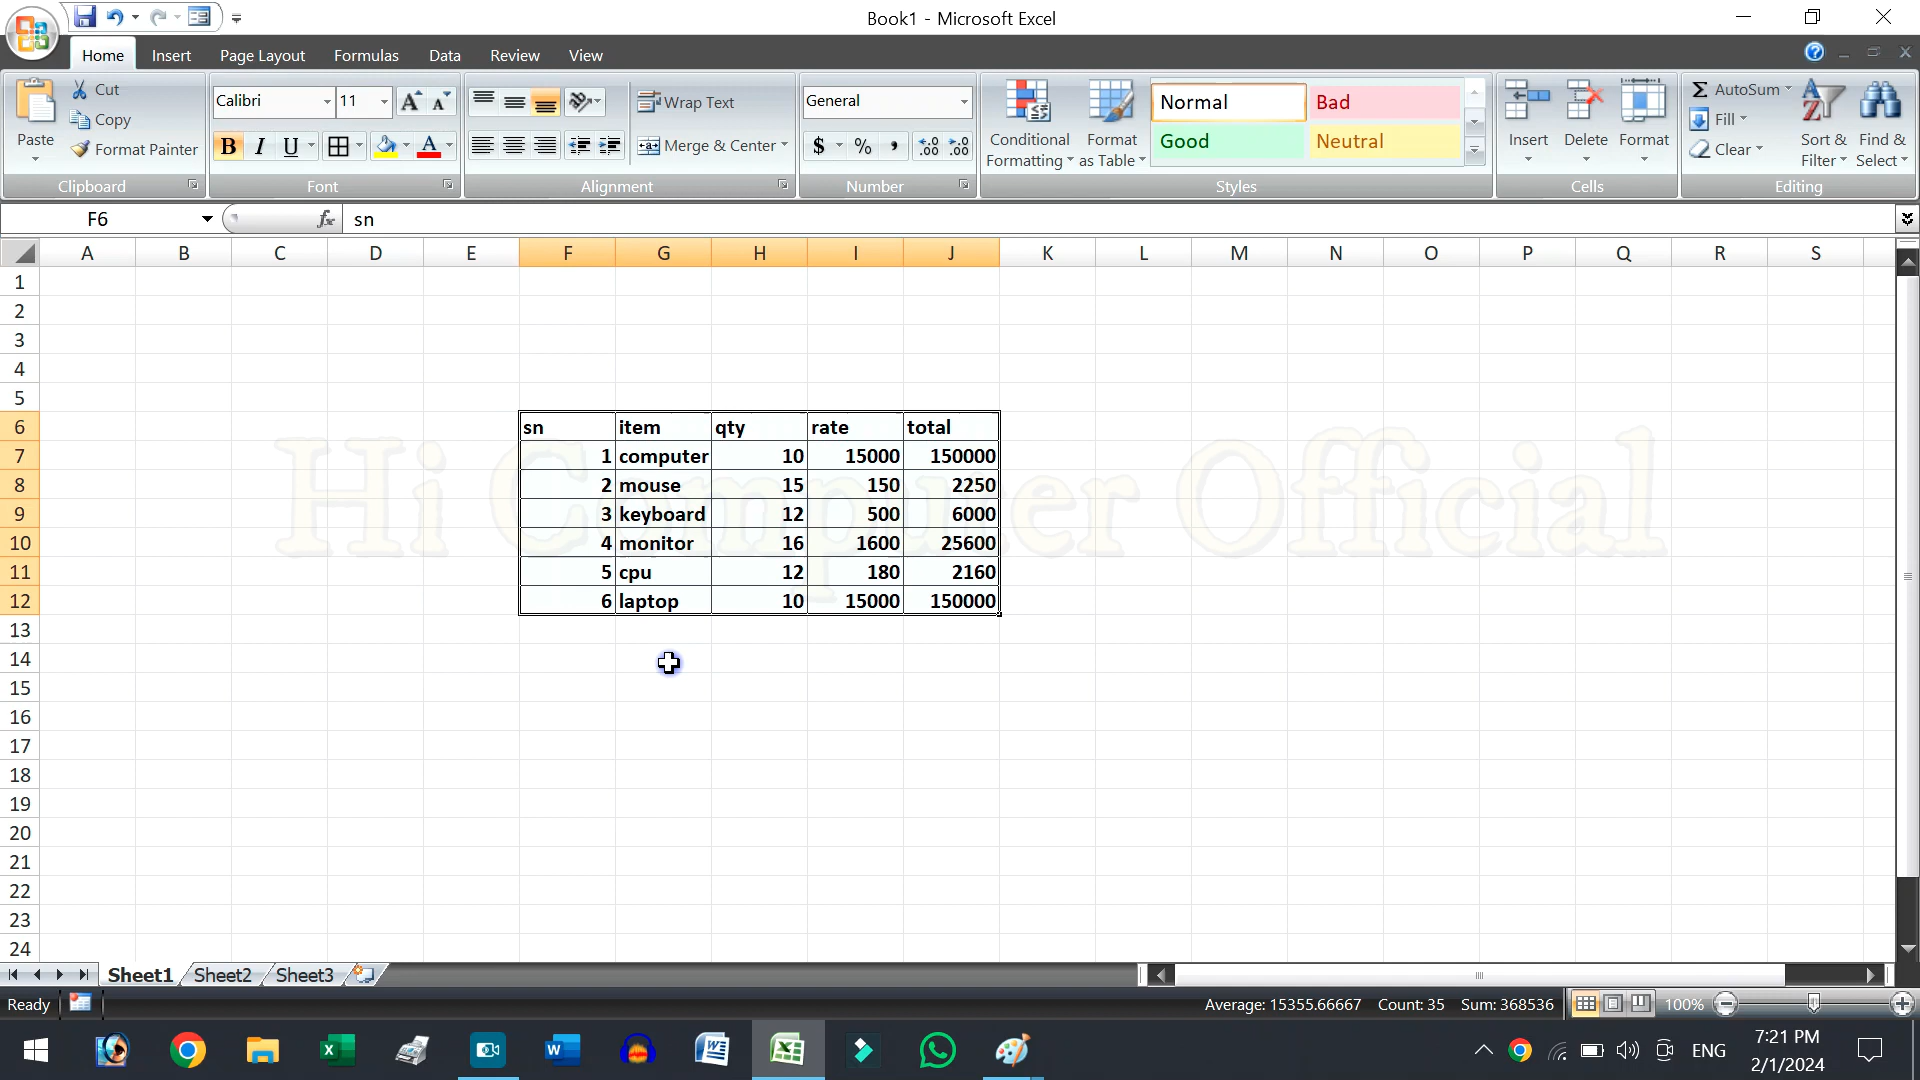 Book1 - Microsoft Excel
Home Insert Page Layout Formulas Data Review View
Paste
Cut
Copy
Format Painter
Clipboard
Calibri 11
B I U A
Font
Wrap Text
Merge & Center
Alignment
General
$ % ,
Number
Conditional Formatting
Format as Table
Normal Bad
Good Neutral
Styles
Insert Delete Format
Cells
Σ AutoSum
Fill
Clear
Sort & Filter
Find & Select
Editing
F6 fx sn
A B C D E F G H I J K L M N O P Q R S
1
2
3
4
5
6 sn item qty rate total
7 1 computer 10 15000 150000
8 2 mouse 15 150 2250
9 3 keyboard 12 500 6000
10 4 monitor 16 1600 25600
11 5 cpu 12 180 2160
12 6 laptop 10 15000 150000
Hi Computer Official
13
14
15
16
17
18
19
20
21
22
23
24
Sheet1 Sheet2 Sheet3
Ready Average: 15355.66667 Count: 35 Sum: 368536 100%
ENG 7:21 PM
2/1/2024